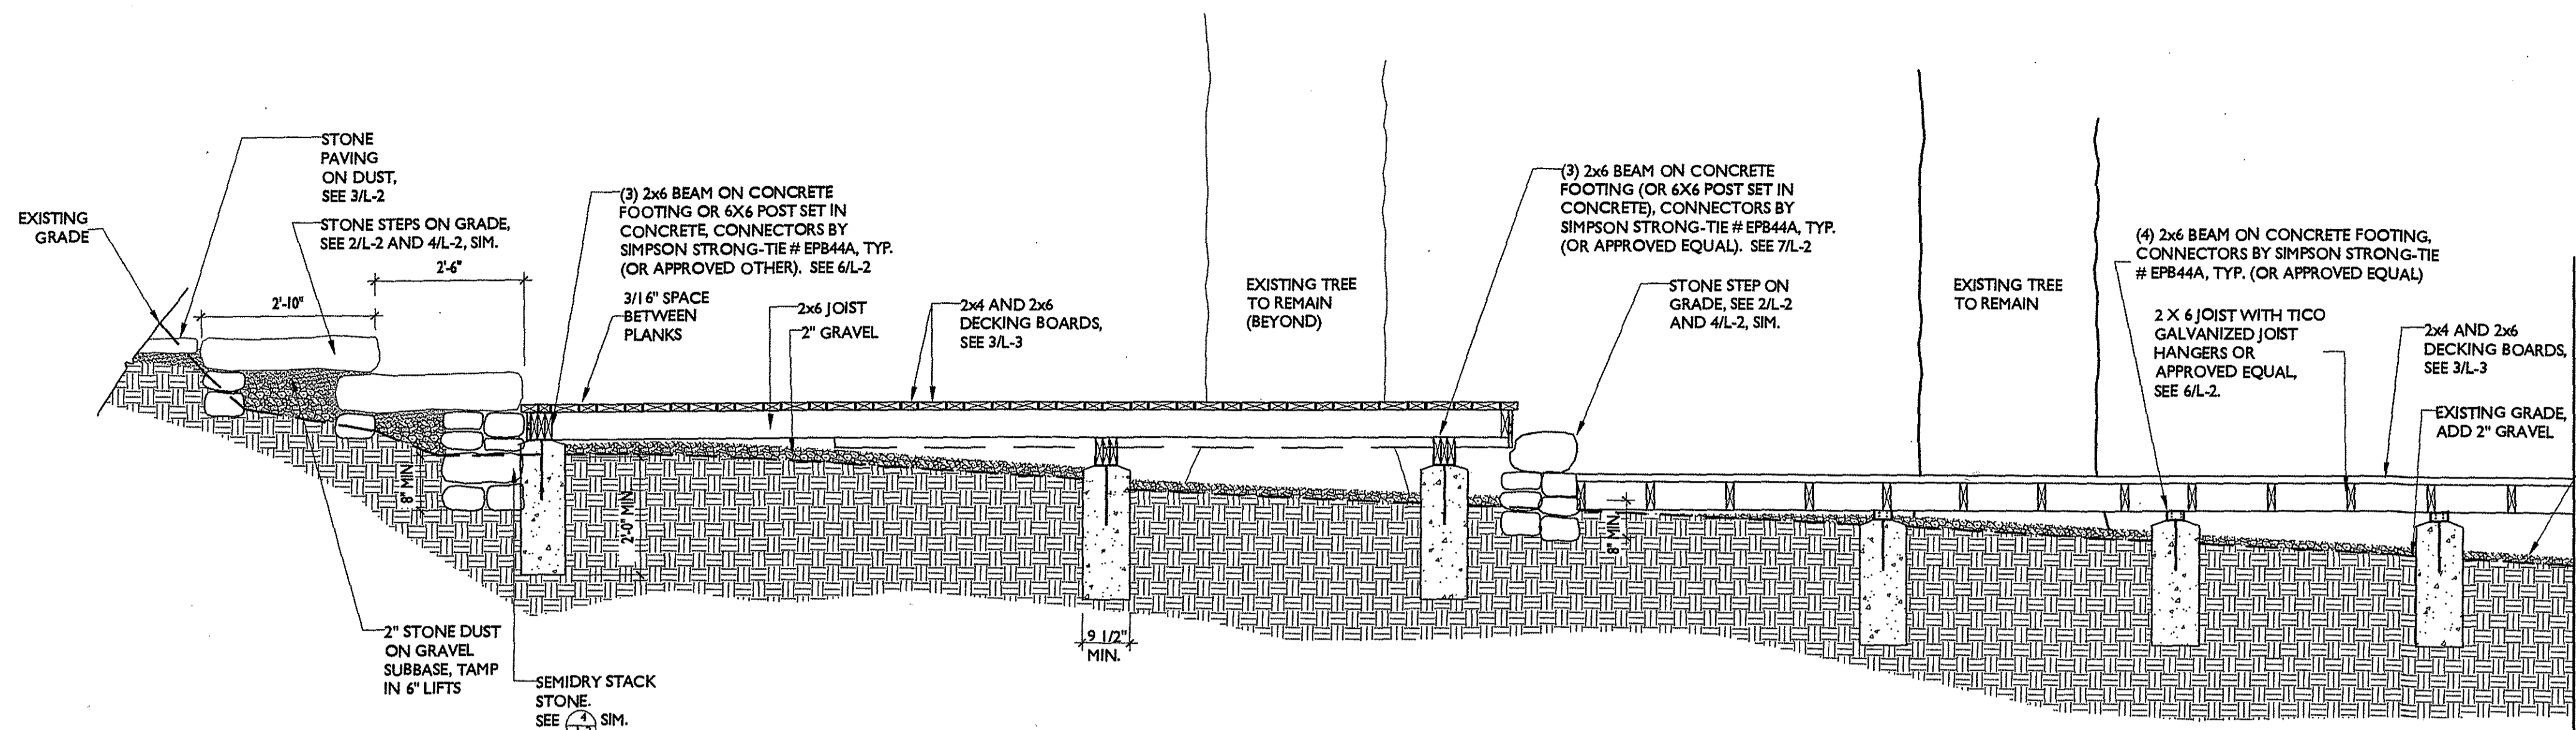 STONE
PAVING
ON DUST,
SEE 3/L-2
EXISTING
GRADE
STONE STEPS ON GRADE,
SEE 2/L-2 AND 4/L-2, SIM.
2'-6"
2'-10"
(3) 2x6 BEAM ON CONCRETE
FOOTING OR 6X6 POST SET IN
CONCRETE, CONNECTORS BY
SIMPSON STRONG-TIE # EPB44A, TYP.
(OR APPROVED OTHER). SEE 6/L-2
3/16" SPACE
BETWEEN
PLANKS
2x6 JOIST
2" GRAVEL
2x4 AND 2x6
DECKING BOARDS,
SEE 3/L-3
EXISTING TREE
TO REMAIN
(BEYOND)
(3) 2x6 BEAM ON CONCRETE
FOOTING (OR 6X6 POST SET IN
CONCRETE), CONNECTORS BY
SIMPSON STRONG-TIE # EPB44A, TYP.
(OR APPROVED EQUAL). SEE 7/L-2
STONE STEP ON
GRADE, SEE 2/L-2
AND 4/L-2, SIM.
EXISTING TREE
TO REMAIN
(4) 2x6 BEAM ON CONCRETE FOOTING,
CONNECTORS BY SIMPSON STRONG-TIE
# EPB44A, TYP. (OR APPROVED EQUAL)
2 X 6 JOIST WITH TICO
GALVANIZED JOIST
HANGERS OR
APPROVED EQUAL,
SEE 6/L-2.
2x4 AND 2x6
DECKING BOARDS,
SEE 3/L-3
EXISTING GRADE,
ADD 2" GRAVEL
8" MIN
2'-0" MIN
8" MIN.
9 1/2"
MIN.
2" STONE DUST
ON GRAVEL
SUBBASE, TAMP
IN 6" LIFTS
SEMIDRY STACK
STONE.
SEE 4 SIM.